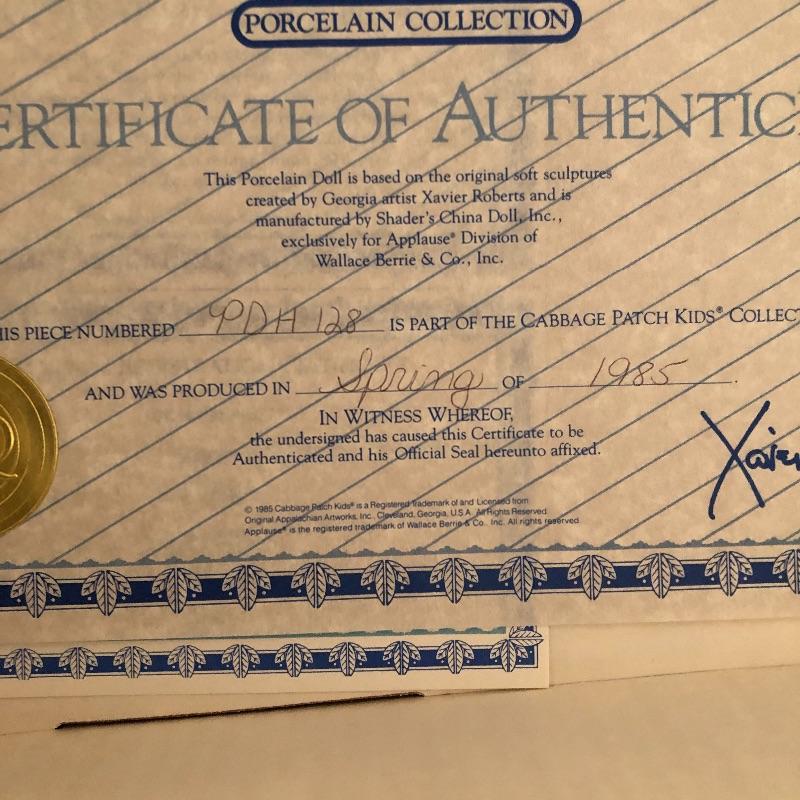 PORCELAIN COLLECTION
ERTIFICATE OF AUTHENTIC
This Porcelain Doll is based on the original soft sculptures
created by Georgia artist Xavier Roberts and is
manufactured by Shader's China Doll, Inc.,
exclusively for Applause® Division of
Wallace Berrie & Co., Inc.
HIS PIECE NUMBERED PDH 128 IS PART OF THE CABBAGE PATCH KIDS® COLLECT
AND WAS PRODUCED IN Spring OF 1985.
IN WITNESS WHEREOF,
the undersigned has caused this Certificate to be
Authenticated and his Official Seal hereunto affixed.
Xavier
© 1985 Cabbage Patch Kids® is a Registered Trademark of and Licensed from
Original Appalachian Artworks, Inc., Cleveland, Georgia, U.S.A. All Rights Reserved.
Applause® is the registered trademark of Wallace Berrie & Co., Inc. All rights reserved.